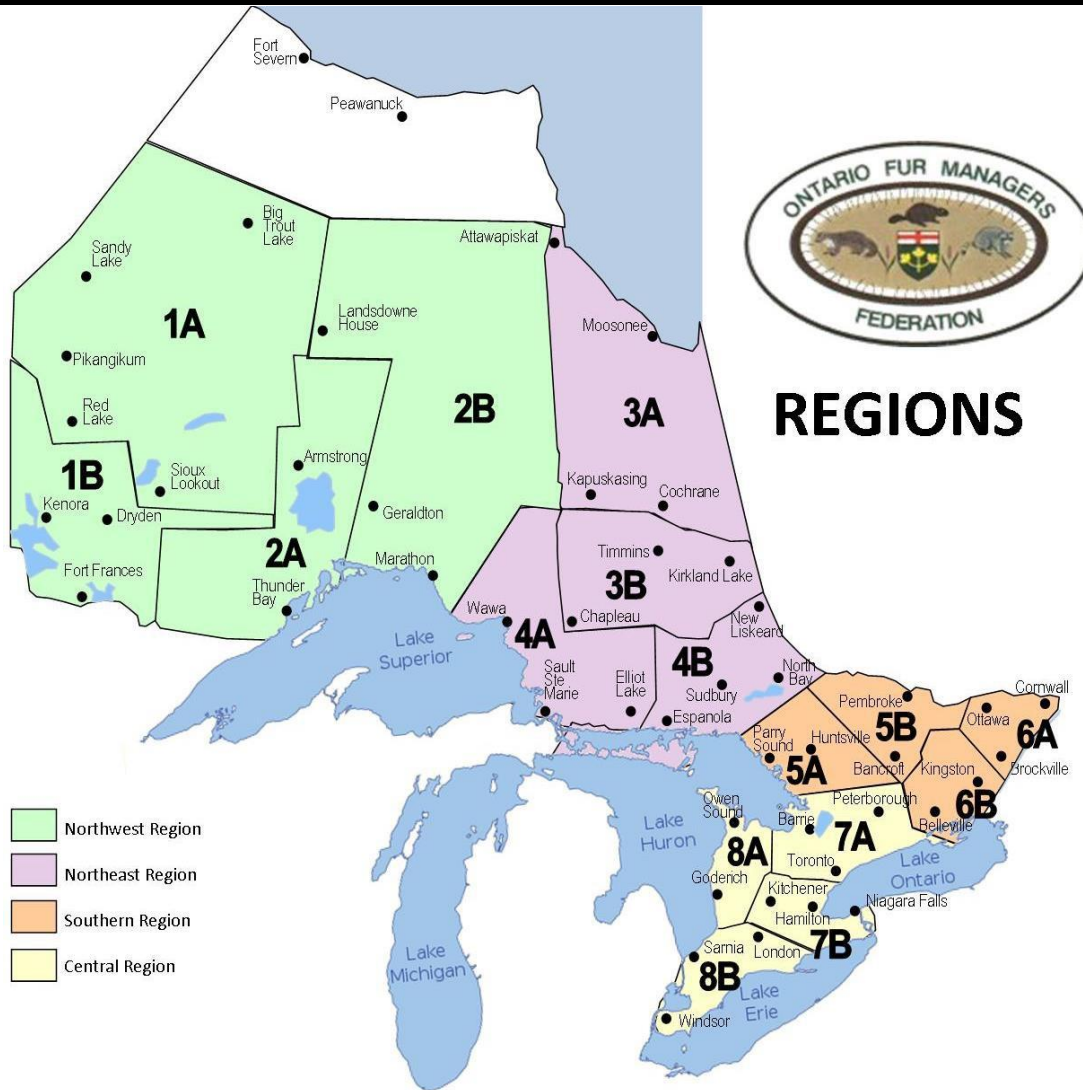 Fort
Severn
Peawanuck
ONTARIO FUR MANAGERS
FEDERATION
REGIONS
Big
Trout
Lake
Attawapiskat
Sandy
Lake
1A
Landsdowne
House
Moosonee
Pikangikum
2B
3A
Red
Lake
1B
Sioux
Lookout
Armstrong
Kapuskasing
Cochrane
Kenora
Dryden
Geraldton
2A
Timmins
Kirkland Lake
Marathon
3B
Fort Frances
Thunder
Bay
Wawa
Chapleau
New
Liskeard
4A
Lake
Superior
4B
Sault
Ste
Marie
Elliot
Lake
Sudbury
North
Bay
Espanola
Pembroke
Cornwall
Ottawa
5B
6A
Parry
Sound
Huntsville
5A
Bancroft
Kingston
Brockville
6B
Belleville
Owen
Sound
Barrie
Peterborough
7A
Lake
Huron
8A
Toronto
Lake
Ontario
Goderich
Kitchener
Hamilton
Niagara Falls
7B
Sarnia
London
8B
Lake
Erie
Windsor
Lake
Michigan
Northwest Region
Northeast Region
Southern Region
Central Region